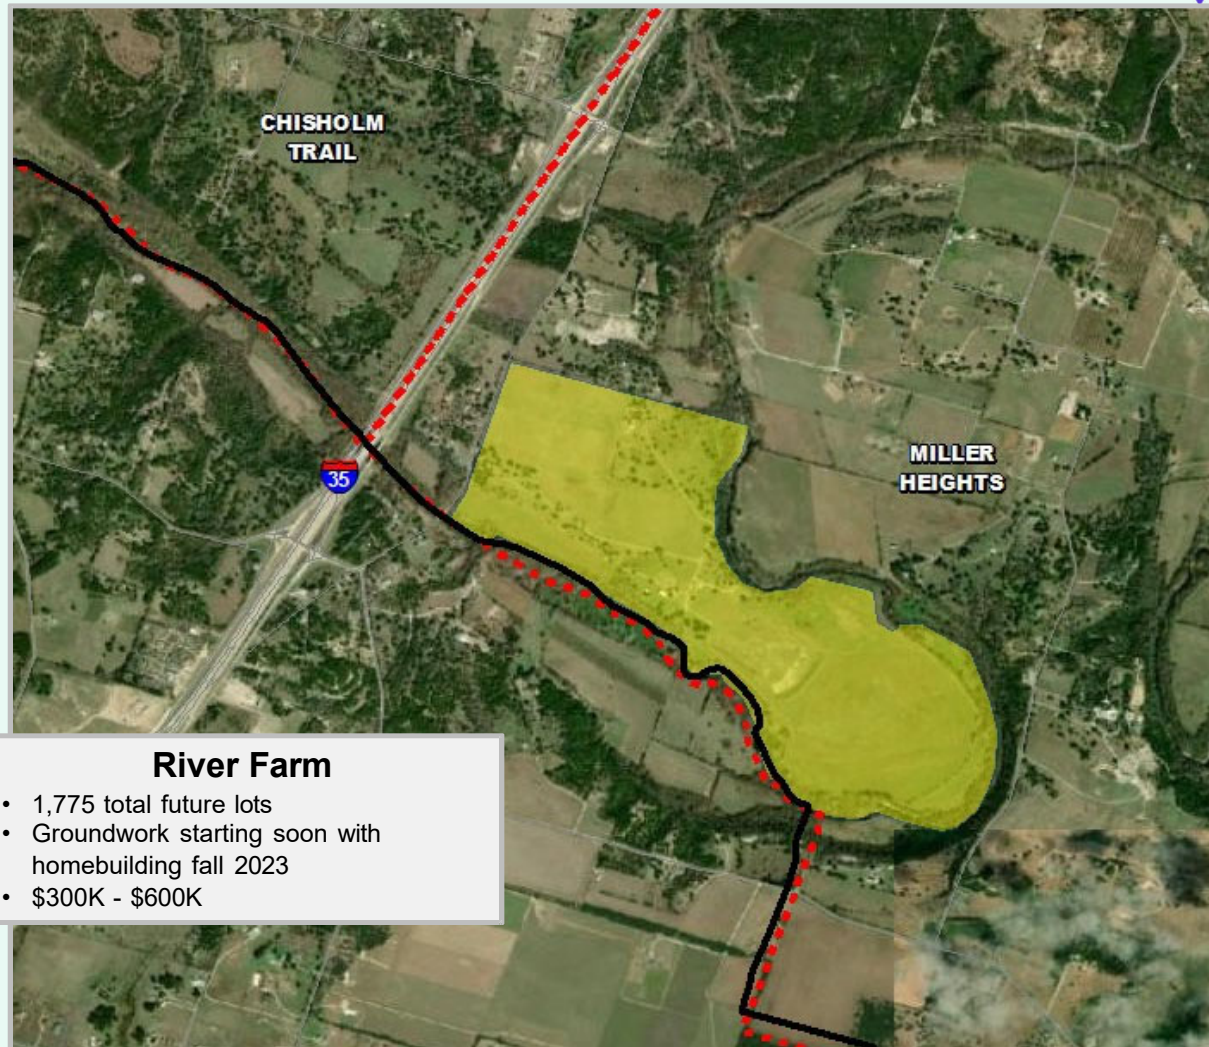 CHISHOLM
TRAIL
MILLER
HEIGHTS
35
River Farm
• 1,775 total future lots
• Groundwork starting soon with
homebuilding fall 2023
• $300K - $600K